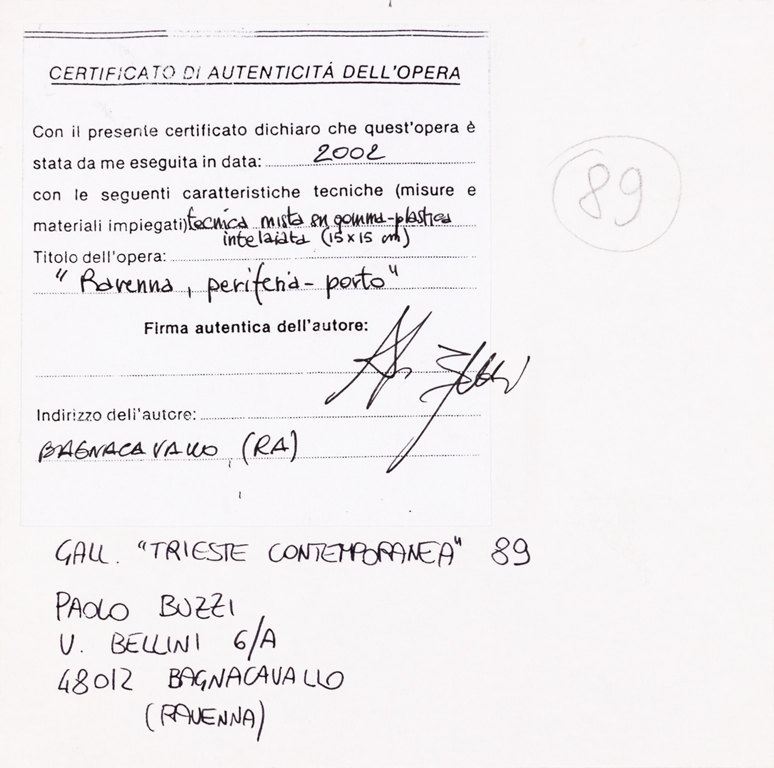 CERTIFICATO DI AUTENTICITÀ DELL'OPERA
Con il presente certificato dichiaro che quest'opera è
stata da me eseguita in data: 2002
con le seguenti caratteristiche tecniche (misure e
materiali impiegati) tecnica mista su gomma-plastica
intelaiata (15x15 cm)
Titolo dell'opera:
"Ravenna, periferia-porto"
Firma autentica dell'autore:
Indirizzo dell'autore:
BAGNACAVALLO (RA)
89
GALL. "TRIESTE CONTEMPORANEA" 89
PAOLO BUZZI
V. BELLINI 6/A
48012 BAGNACAVALLO
(RAVENNA)